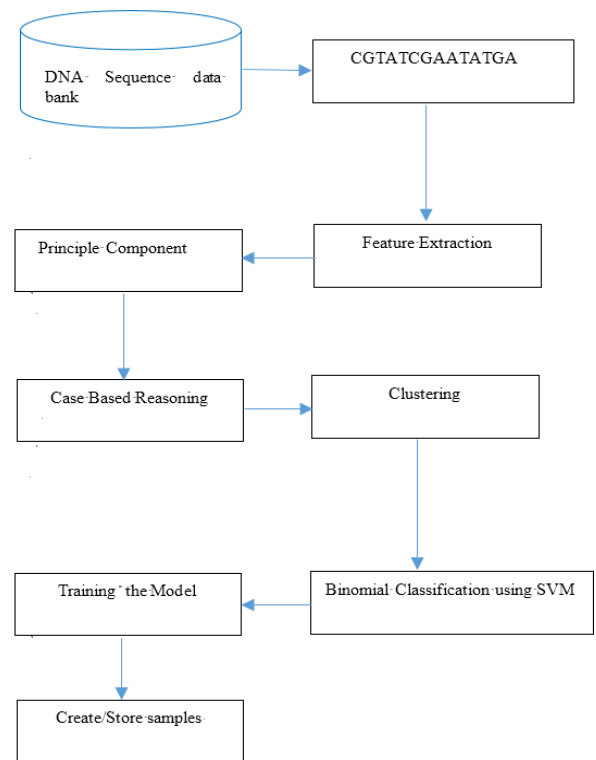 DNA Sequence data-
bank
CGTATCGAATATGA
Feature Extraction
Principle Component
Case Based Reasoning
Clustering
Binomial Classification using SVM
Training the Model
Create/Store samples